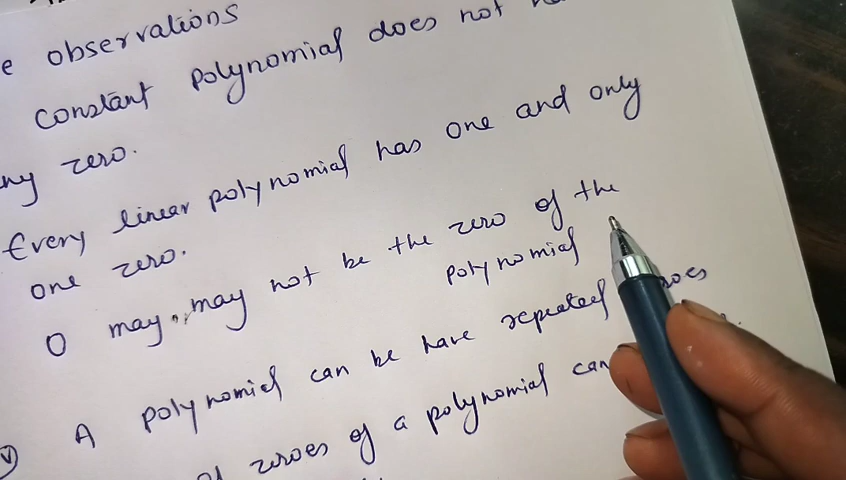 e observations
constant polynomial does not
ny zero.
Every linear polynomial has one and only
one zero.
0 may, may not be the zero of the
polynomial
A polynomial can be have repeated zeroes
v)
zeroes of a polynomial can